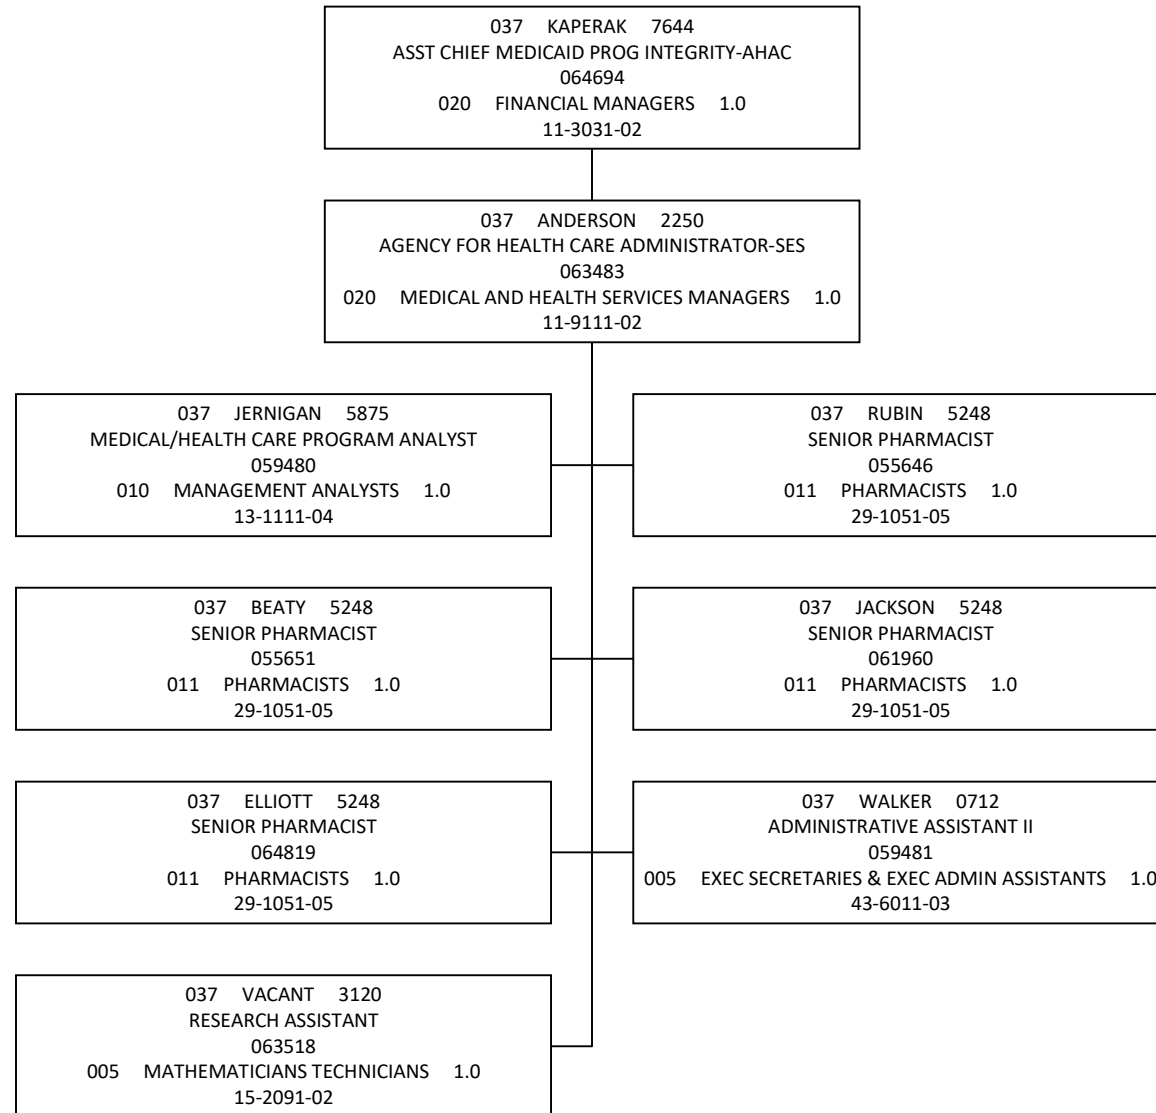 037 KAPERAK 7644
ASST CHIEF MEDICAID PROG INTEGRITY-AHAC
064694
020 FINANCIAL MANAGERS 1.0
11-3031-02
037 ANDERSON 2250
AGENCY FOR HEALTH CARE ADMINISTRATOR-SES
063483
020 MEDICAL AND HEALTH SERVICES MANAGERS 1.0
11-9111-02
037 JERNIGAN 5875
MEDICAL/HEALTH CARE PROGRAM ANALYST
059480
010 MANAGEMENT ANALYSTS 1.0
13-1111-04
037 RUBIN 5248
SENIOR PHARMACIST
055646
011 PHARMACISTS 1.0
29-1051-05
037 BEATY 5248
SENIOR PHARMACIST
055651
011 PHARMACISTS 1.0
29-1051-05
037 JACKSON 5248
SENIOR PHARMACIST
061960
011 PHARMACISTS 1.0
29-1051-05
037 ELLIOTT 5248
SENIOR PHARMACIST
064819
011 PHARMACISTS 1.0
29-1051-05
037 WALKER 0712
ADMINISTRATIVE ASSISTANT II
059481
005 EXEC SECRETARIES & EXEC ADMIN ASSISTANTS 1.0
43-6011-03
037 VACANT 3120
RESEARCH ASSISTANT
063518
005 MATHEMATICIANS TECHNICIANS 1.0
15-2091-02